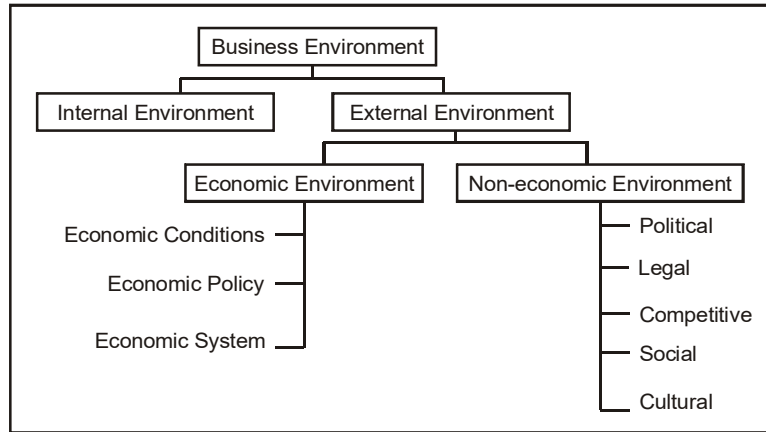 Business Environment
Internal Environment
External Environment
Economic Environment
Non-economic Environment
Economic Conditions
Economic Policy
Economic System
Political
Legal
Competitive
Social
Cultural